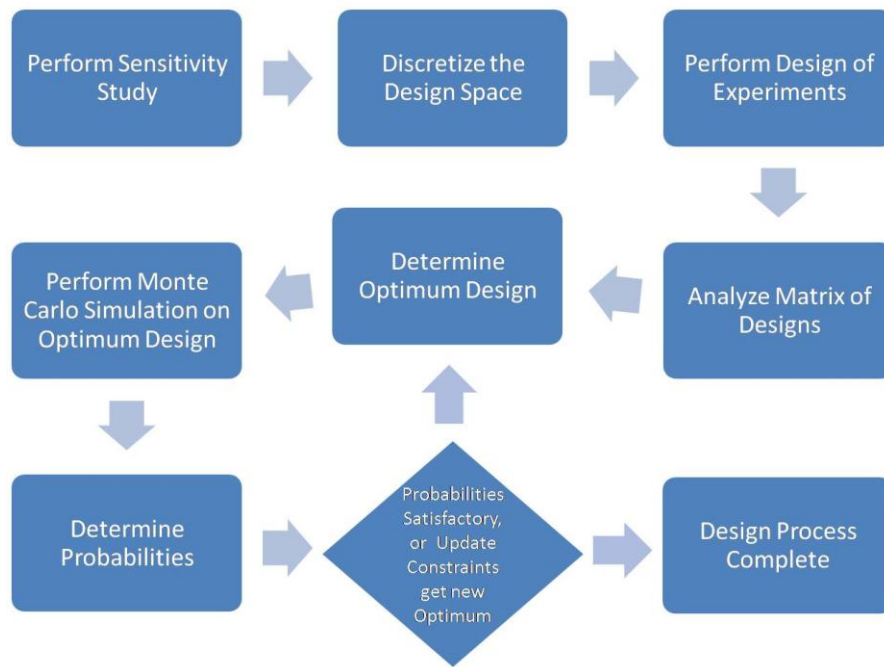 Perform Sensitivity
Study
Discretize the
Design Space
Perform Design of
Experiments
Analyze Matrix of
Designs
Determine
Optimum Design
Perform Monte
Carlo Simulation on
Optimum Design
Determine
Probabilities
Probabilities
Satisfactory,
or Update
Constraints
get new
Optimum
Design Process
Complete